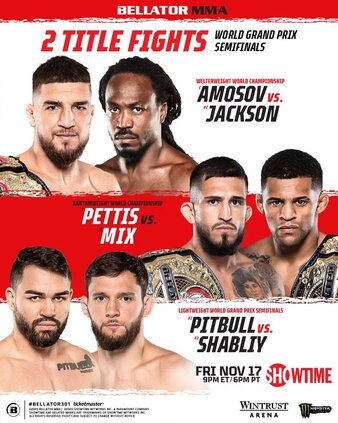 BELLATOR MMA
2 TITLE FIGHTS
WORLD GRAND PRIX
SEMIFINALS
WELTERWEIGHT WORLD CHAMPIONSHIP
AMOSOV VS.
JACKSON
BANTAMWEIGHT WORLD CHAMPIONSHIP
PETTIS VS.
MIX
LIGHTWEIGHT WORLD GRAND PRIX SEMIFINALS
PITBULL VS.
SHABLIY
PITBULL
FRI NOV 17
9PM ET/6PM PT
SHOWTIME
B
#BELLATOR301 ticketmaster
WINTRUST
ARENA
MONSTER